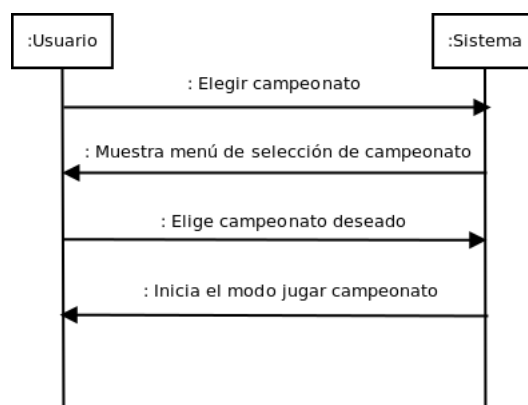 :Usuario
:Sistema
: Elegir campeonato
: Muestra menú de selección de campeonato
: Elige campeonato deseado
: Inicia el modo jugar campeonato